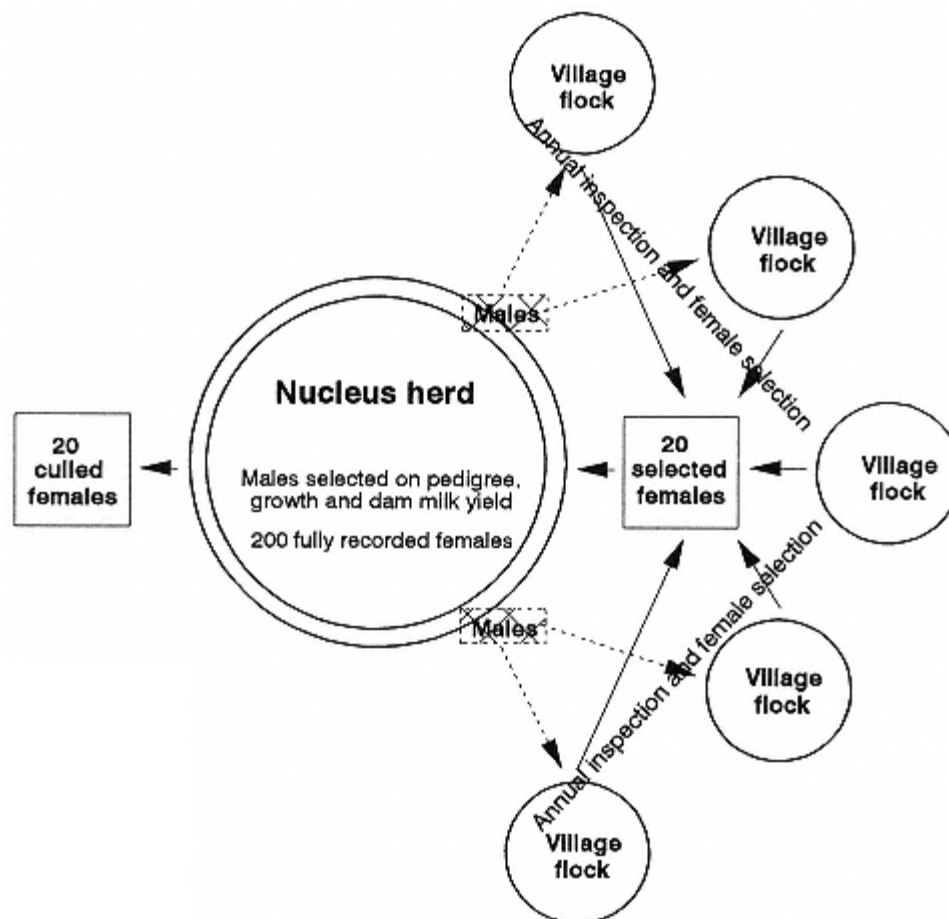 Village
flock
Annual inspection and female selection
Village
flock
Males
Nucleus herd
Males selected on pedigree,
growth and dam milk yield
200 fully recorded females
20
culled
females
20
selected
females
Village
flock
Males
Annual inspection and female selection
Village
flock
Village
flock